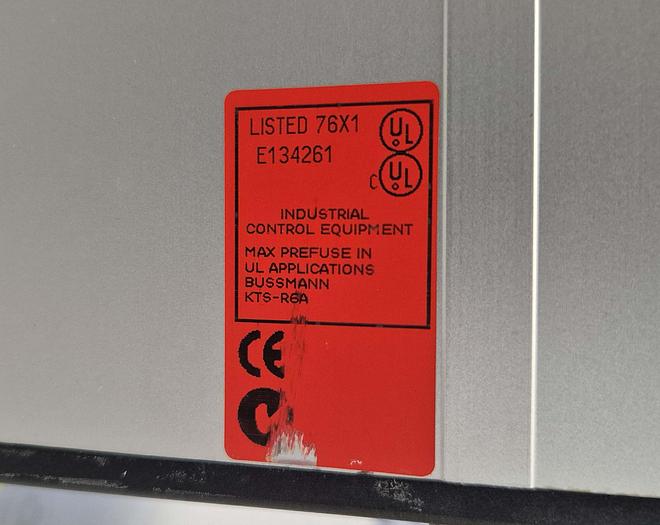 LISTED 76X1
E134261
UL
C UL
INDUSTRIAL
CONTROL EQUIPMENT
MAX PREFUSE IN
UL APPLICATIONS
BUSSMANN
KTS-R6A
CE